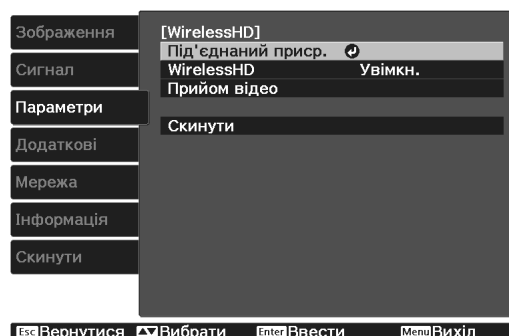 Зображення
Сигнал
Параметри
Додаткові
Мережа
Інформація
Скинути
[WirelessHD]
Під'єднаний приср.
WirelessHD Увімкн.
Прийом відео
Скинути
Esc Вернутися Вибрати Enter Ввести Menu Вихід